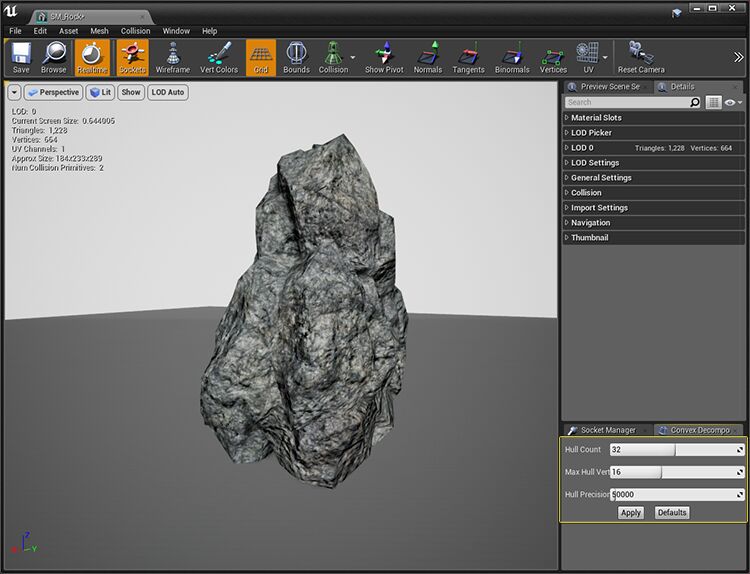 SM_Rock*
File Edit Asset Mesh Collision Window Help
Save Browse Realtime Sockets Wireframe Vert Colors Grid Bounds Collision Show Pivot Normals Tangents Binormals Vertices UV Reset Camera
Perspective Lit Show LOD Auto
LOD: 0
Current Screen Size: 0.644005
Triangles: 1,228
Vertices: 664
UV Channels: 1
Approx Size: 184x233x289
Num Collision Primitives: 2
Z
Y
Preview Scene Se Details
Search
Material Slots
LOD Picker
LOD 0 Triangles: 1,228 Vertices: 664
LOD Settings
General Settings
Collision
Import Settings
Navigation
Thumbnail
Socket Manager Convex Decompo
Hull Count 32
Max Hull Vert 16
Hull Precision 50000
Apply Defaults